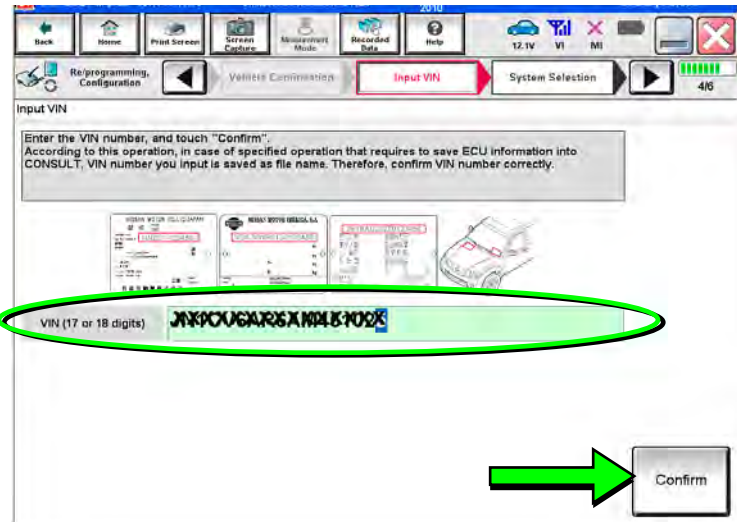 2010
Back
Home
Print Screen
Screen Capture
Measurement Mode
Recorded Data
Help
12.1V
VI
MI
Re/programming, Configuration
Vehicle Confirmation
Input VIN
System Selection
4/6
Input VIN
Enter the VIN number, and touch "Confirm".
According to this operation, in case of specified operation that requires to save ECU information into
CONSULT, VIN number you input is saved as file name. Therefore, confirm VIN number correctly.
VIN (17 or 18 digits)
Confirm